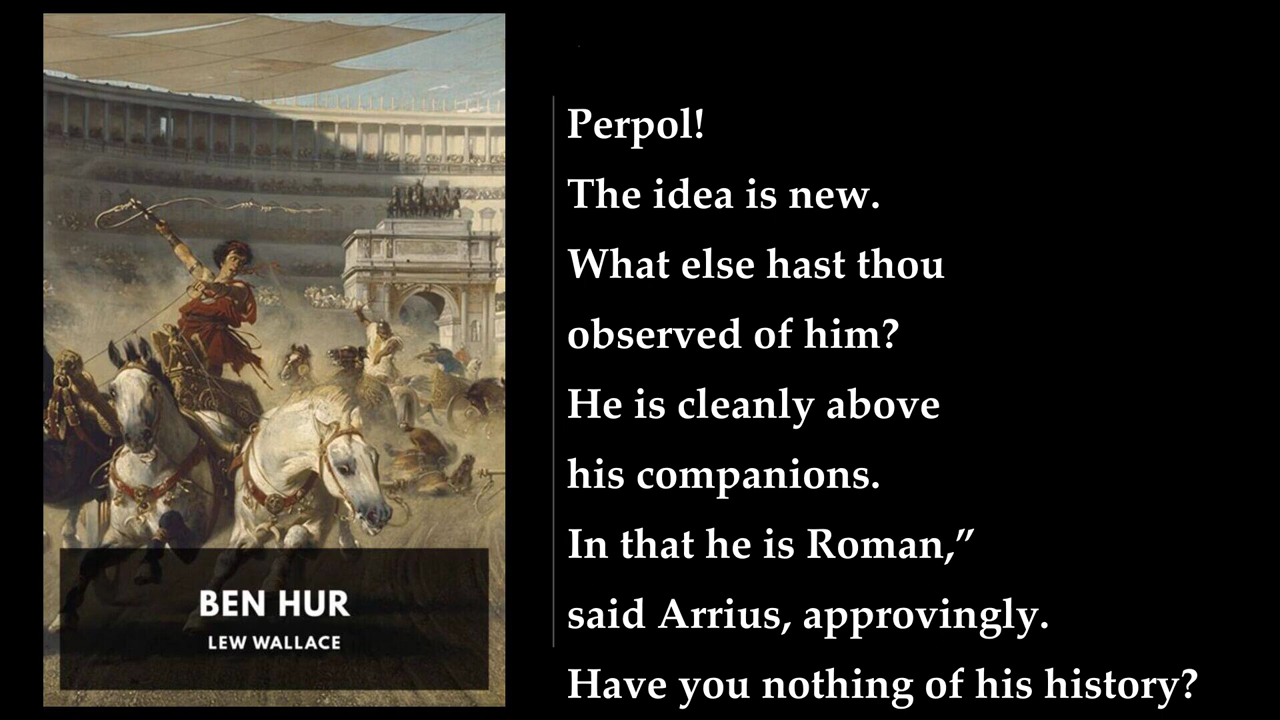 BEN HUR
LEW WALLACE
Perpol!
The idea is new.
What else hast thou
observed of him?
He is cleanly above
his companions.
In that he is Roman,”
said Arrius, approvingly.
Have you nothing of his history?